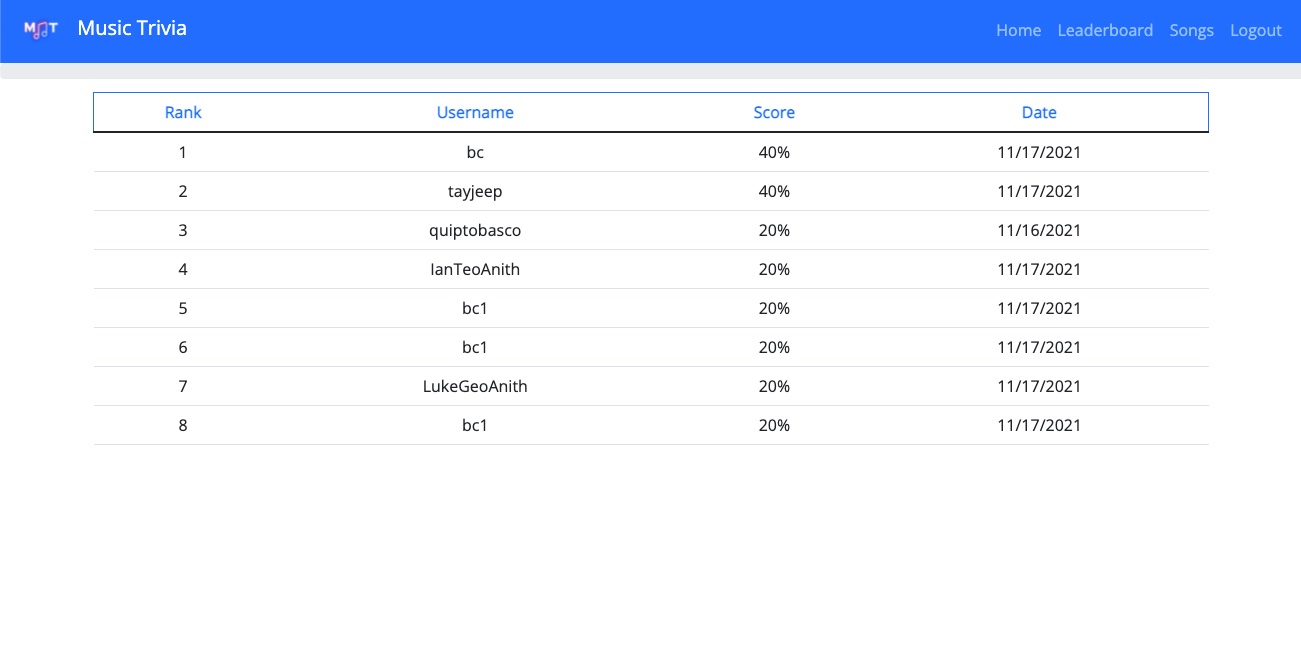 MQT Music Trivia Home Leaderboard Songs Logout
Rank Username Score Date
1 bc 40% 11/17/2021
2 tayjeep 40% 11/17/2021
3 quiptobasco 20% 11/16/2021
4 IanTeoAnith 20% 11/17/2021
5 bc1 20% 11/17/2021
6 bc1 20% 11/17/2021
7 LukeGeoAnith 20% 11/17/2021
8 bc1 20% 11/17/2021